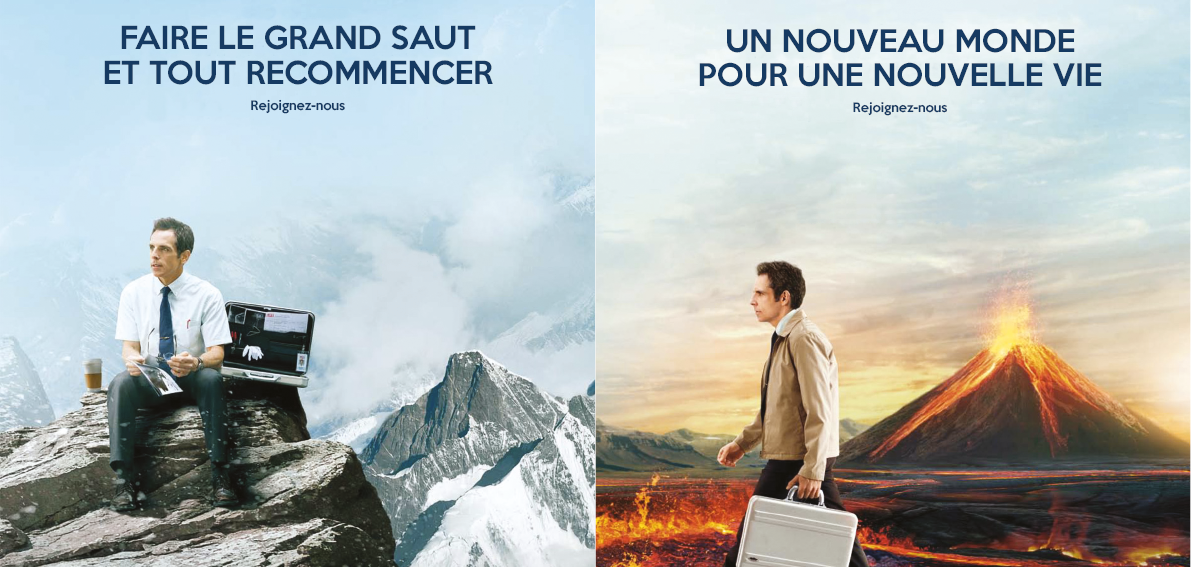 FAIRE LE GRAND SAUT
ET TOUT RECOMMENCER
Rejoignez-nous
UN NOUVEAU MONDE
POUR UNE NOUVELLE VIE
Rejoignez-nous